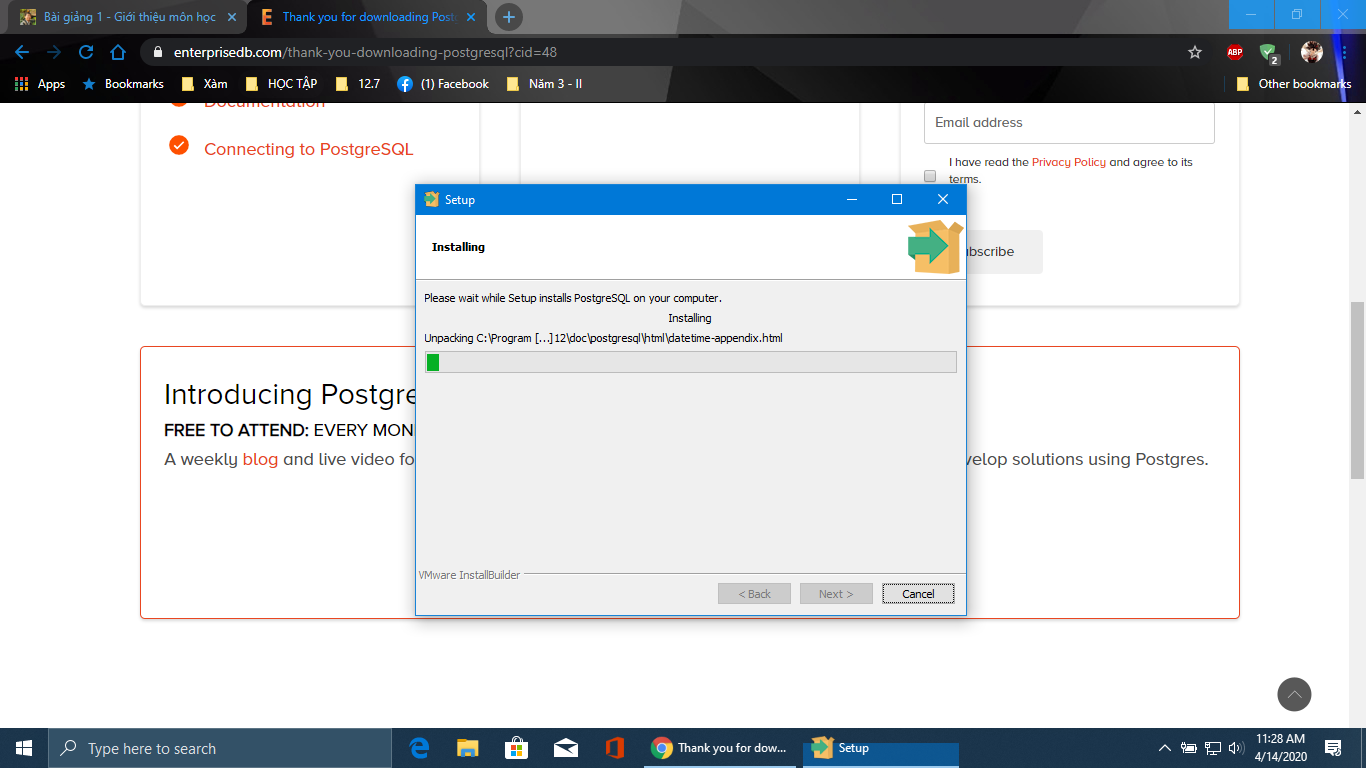 Bài giảng 1 - Giới thiệu môn học
Thank you for downloading Post
enterprisedb.com/thank-you-downloading-postgresql?cid=48
ABP
2
Apps
Bookmarks
Xàm
HỌC TẬP
12.7
(1) Facebook
Năm 3 - II
Other bookmarks
Documentation
Connecting to PostgreSQL
Email address
I have read the Privacy Policy and agree to its
terms.
bscribe
Setup
Installing
Please wait while Setup installs PostgreSQL on your computer.
Installing
Unpacking C:\Program [...]12\doc\postgresql\html\datetime-appendix.html
VMware InstallBuilder
< Back
Next >
Cancel
Introducing Postgre
FREE TO ATTEND: EVERY MON
A weekly blog and live video fo
velop solutions using Postgres.
Type here to search
Thank you for dow...
Setup
11:28 AM
4/14/2020